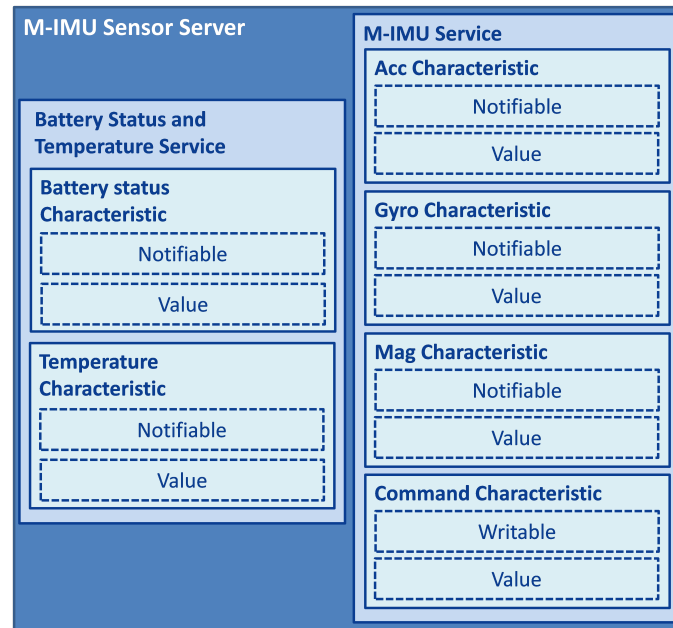 M-IMU Sensor Server
Battery Status and
Temperature Service
Battery status
Characteristic
Notifiable
Value
Temperature
Characteristic
Notifiable
Value
M-IMU Service
Acc Characteristic
Notifiable
Value
Gyro Characteristic
Notifiable
Value
Mag Characteristic
Notifiable
Value
Command Characteristic
Writable
Value